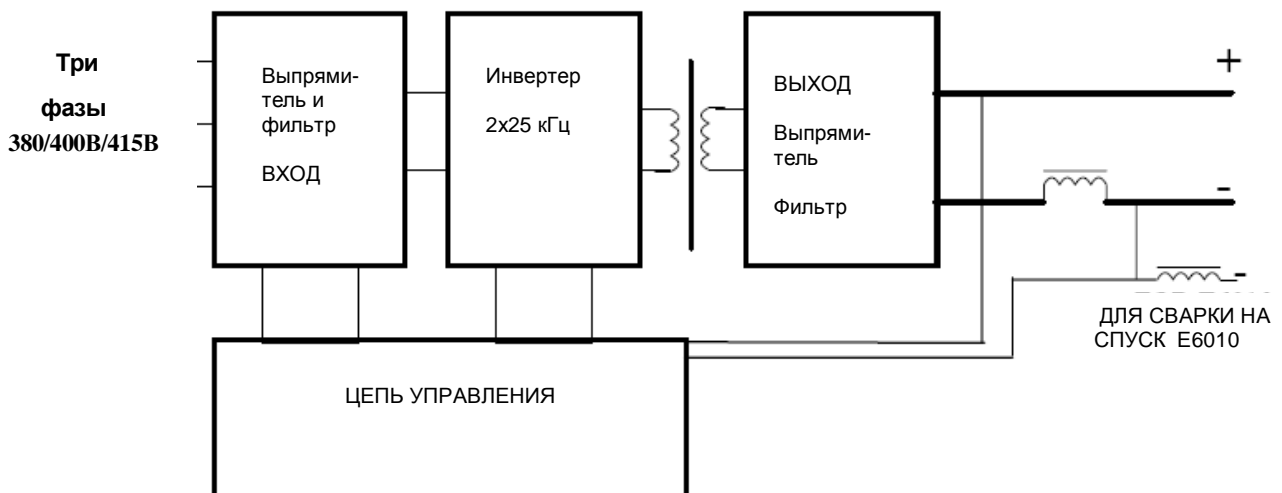 Три
фазы
380/400В/415В
Выпрями-
тель и
фильтр
ВХОД
Инвертер
2х25 кГц
ВЫХОД
Выпрями-
тель
Фильтр
+
-
-
ДЛЯ СВАРКИ НА
СПУСК Е6010
ЦЕПЬ УПРАВЛЕНИЯ